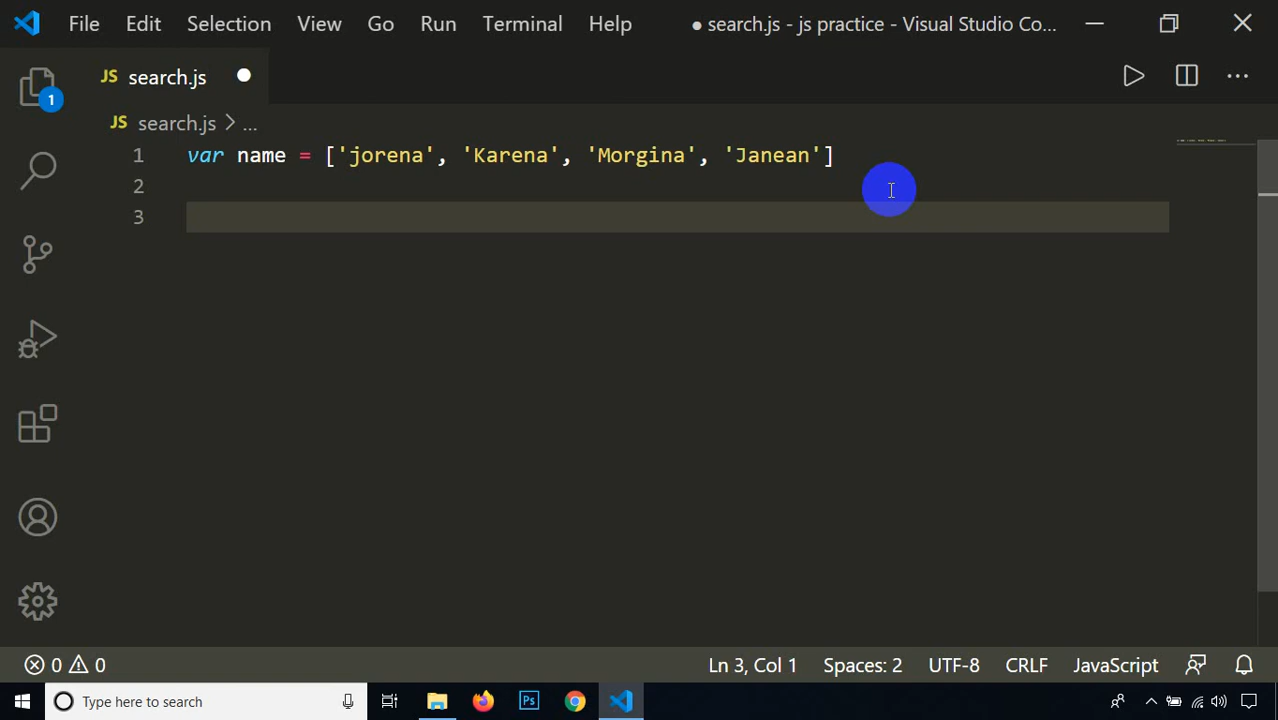 File Edit Selection View Go Run Terminal Help ● search.js - js practice - Visual Studio Co...
JS search.js
JS search.js > ...
1 var name = ['jorena', 'Karena', 'Morgina', 'Janean']
2
3
1
0 0 Ln 3, Col 1 Spaces: 2 UTF-8 CRLF JavaScript
Type here to search Ps